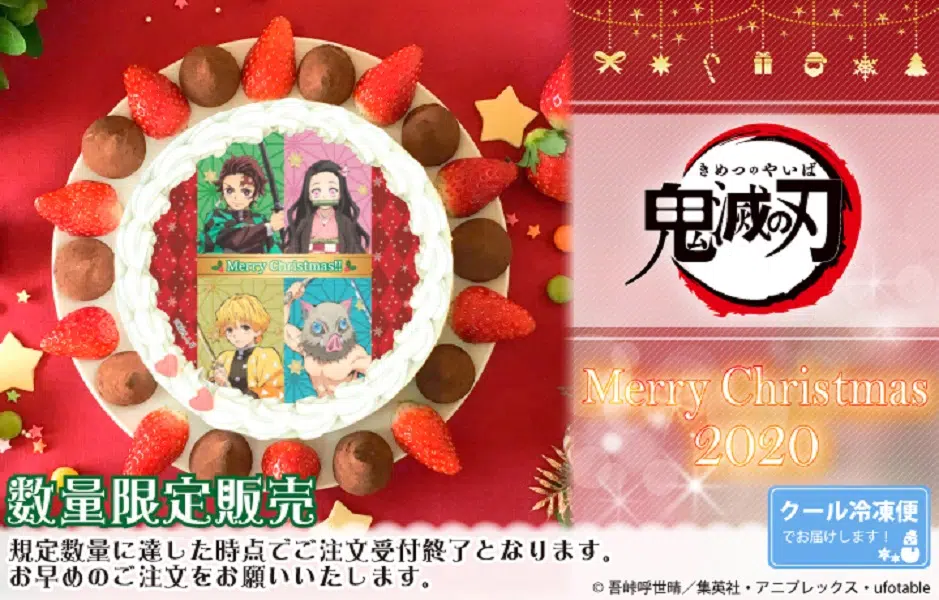 Merry Christmas!!
きめつのやいば
鬼滅の刃
Merry Christmas
2020
数量限定販売
規定数量に達した時点でご注文受付終了となります。
お早めのご注文をお願いいたします。
クール冷凍便
でお届けします!
© 吾峠呼世晴/集英社・アニプレックス・ufotable